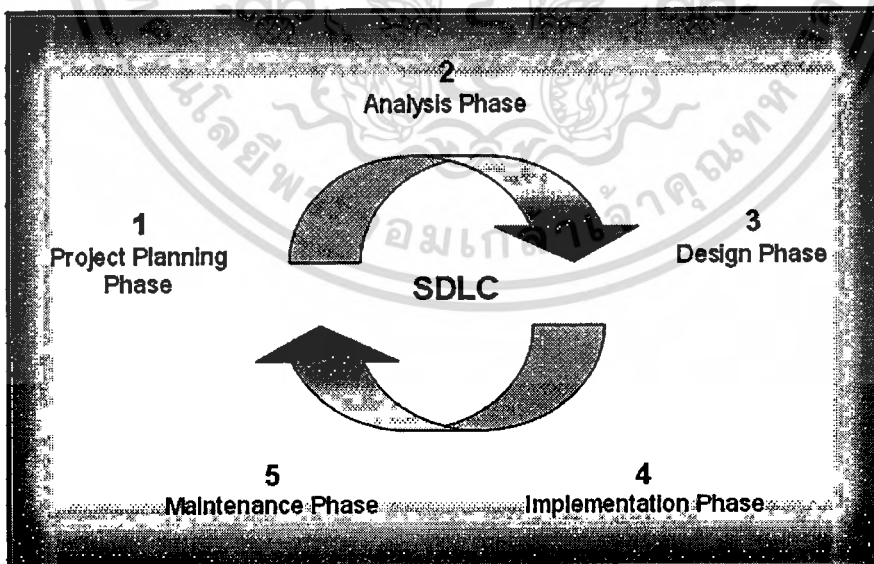 2
Analysis Phase
1
Project Planning
Phase
3
Design Phase
SDLC
5
Maintenance Phase
4
Implementation Phase